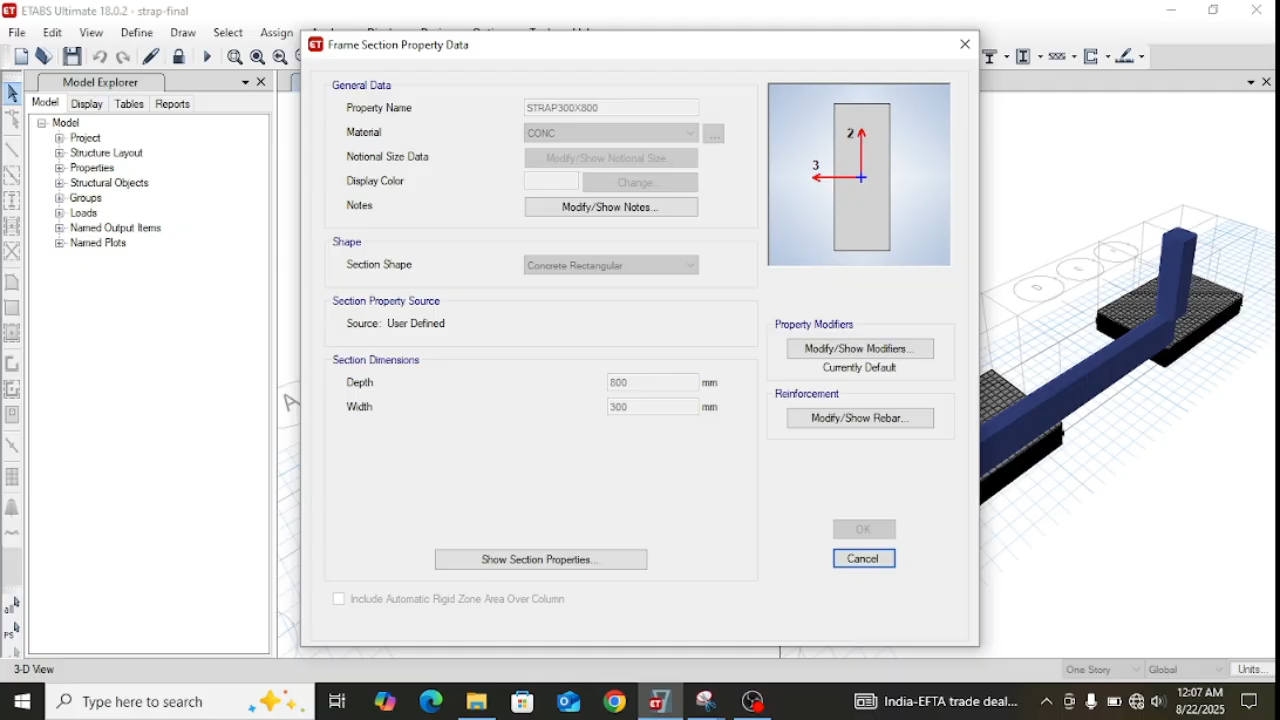 ETABS Ultimate 18.0.2 - strap-final
File Edit View Define Draw Select Assign
Frame Section Property Data
Model Explorer
Model Display Tables Reports
Model
Project
Structure Layout
Properties
Structural Objects
Groups
Loads
Named Output Items
Named Plots
General Data
Property Name STRAP300X800
Material CONC ...
Notional Size Data Modify/Show Notional Size...
Display Color Change...
Notes Modify/Show Notes...
Shape
Section Shape Concrete Rectangular
Section Property Source
Source: User Defined
Section Dimensions
Depth 800 mm
Width 300 mm
Show Section Properties...
Include Automatic Rigid Zone Area Over Column
2
3
Property Modifiers
Modify/Show Modifiers...
Currently Default
Reinforcement
Modify/Show Rebar...
OK
Cancel
A
D
C
all
PS
3-D View One Story Global Units...
Type here to search
India-EFTA trade deal...
12:07 AM
8/22/2025